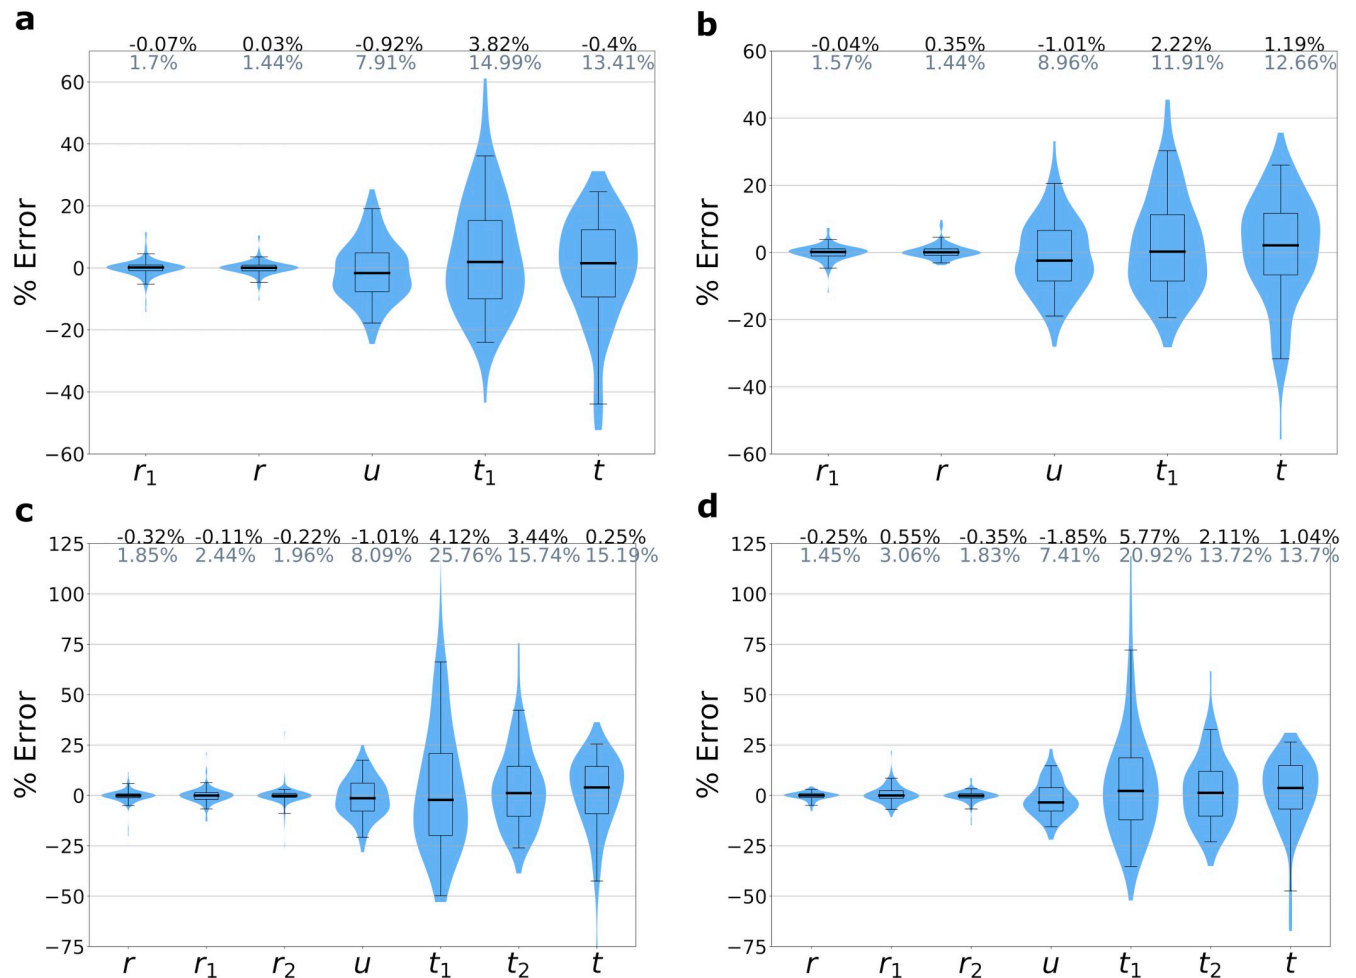 a
-0.07% 0.03% -0.92% 3.82% -0.4%
1.7% 1.44% 7.91% 14.99% 13.41%
60
40
20
0
−20
−40
−60
% Error
r1 r u t1 t
b
-0.04% 0.35% -1.01% 2.22% 1.19%
1.57% 1.44% 8.96% 11.91% 12.66%
60
40
20
0
−20
−40
−60
% Error
r1 r u t1 t
c
-0.32% -0.11% -0.22% -1.01% 4.12% 3.44% 0.25%
1.85% 2.44% 1.96% 8.09% 25.76% 15.74% 15.19%
125
100
75
50
25
0
−25
−50
−75
% Error
r r1 r2 u t1 t2 t
d
-0.25% 0.55% -0.35% -1.85% 5.77% 2.11% 1.04%
1.45% 3.06% 1.83% 7.41% 20.92% 13.72% 13.7%
125
100
75
50
25
0
−25
−50
−75
% Error
r r1 r2 u t1 t2 t